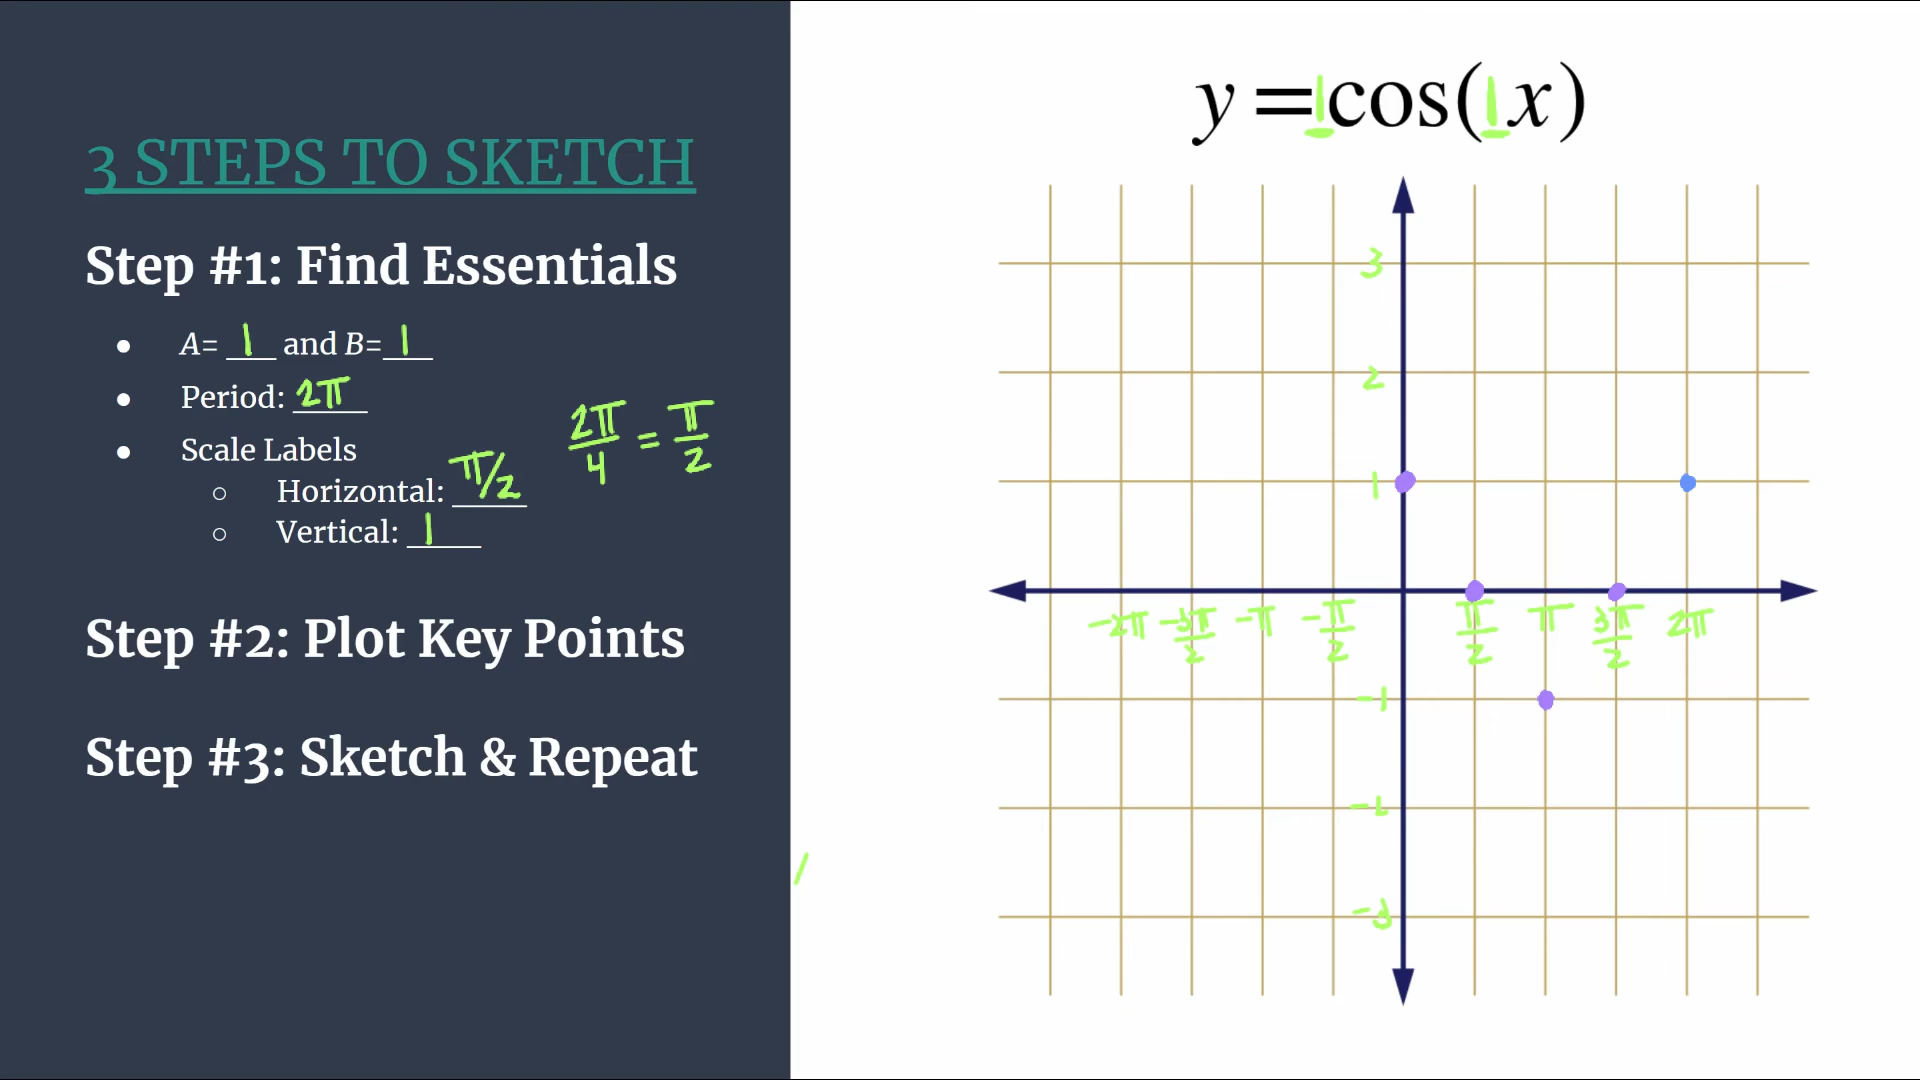 y = 1cos(1x)
3 STEPS TO SKETCH
Step #1: Find Essentials
● A= 1 and B= 1
● Period: 2π
● Scale Labels
○ Horizontal: π/2
○ Vertical: 1
2π/4 = π/2
Step #2: Plot Key Points
Step #3: Sketch & Repeat
3
2
1
-2π -3π/2 -π -π/2 π/2 π 3π/2 2π
-1
-2
-3